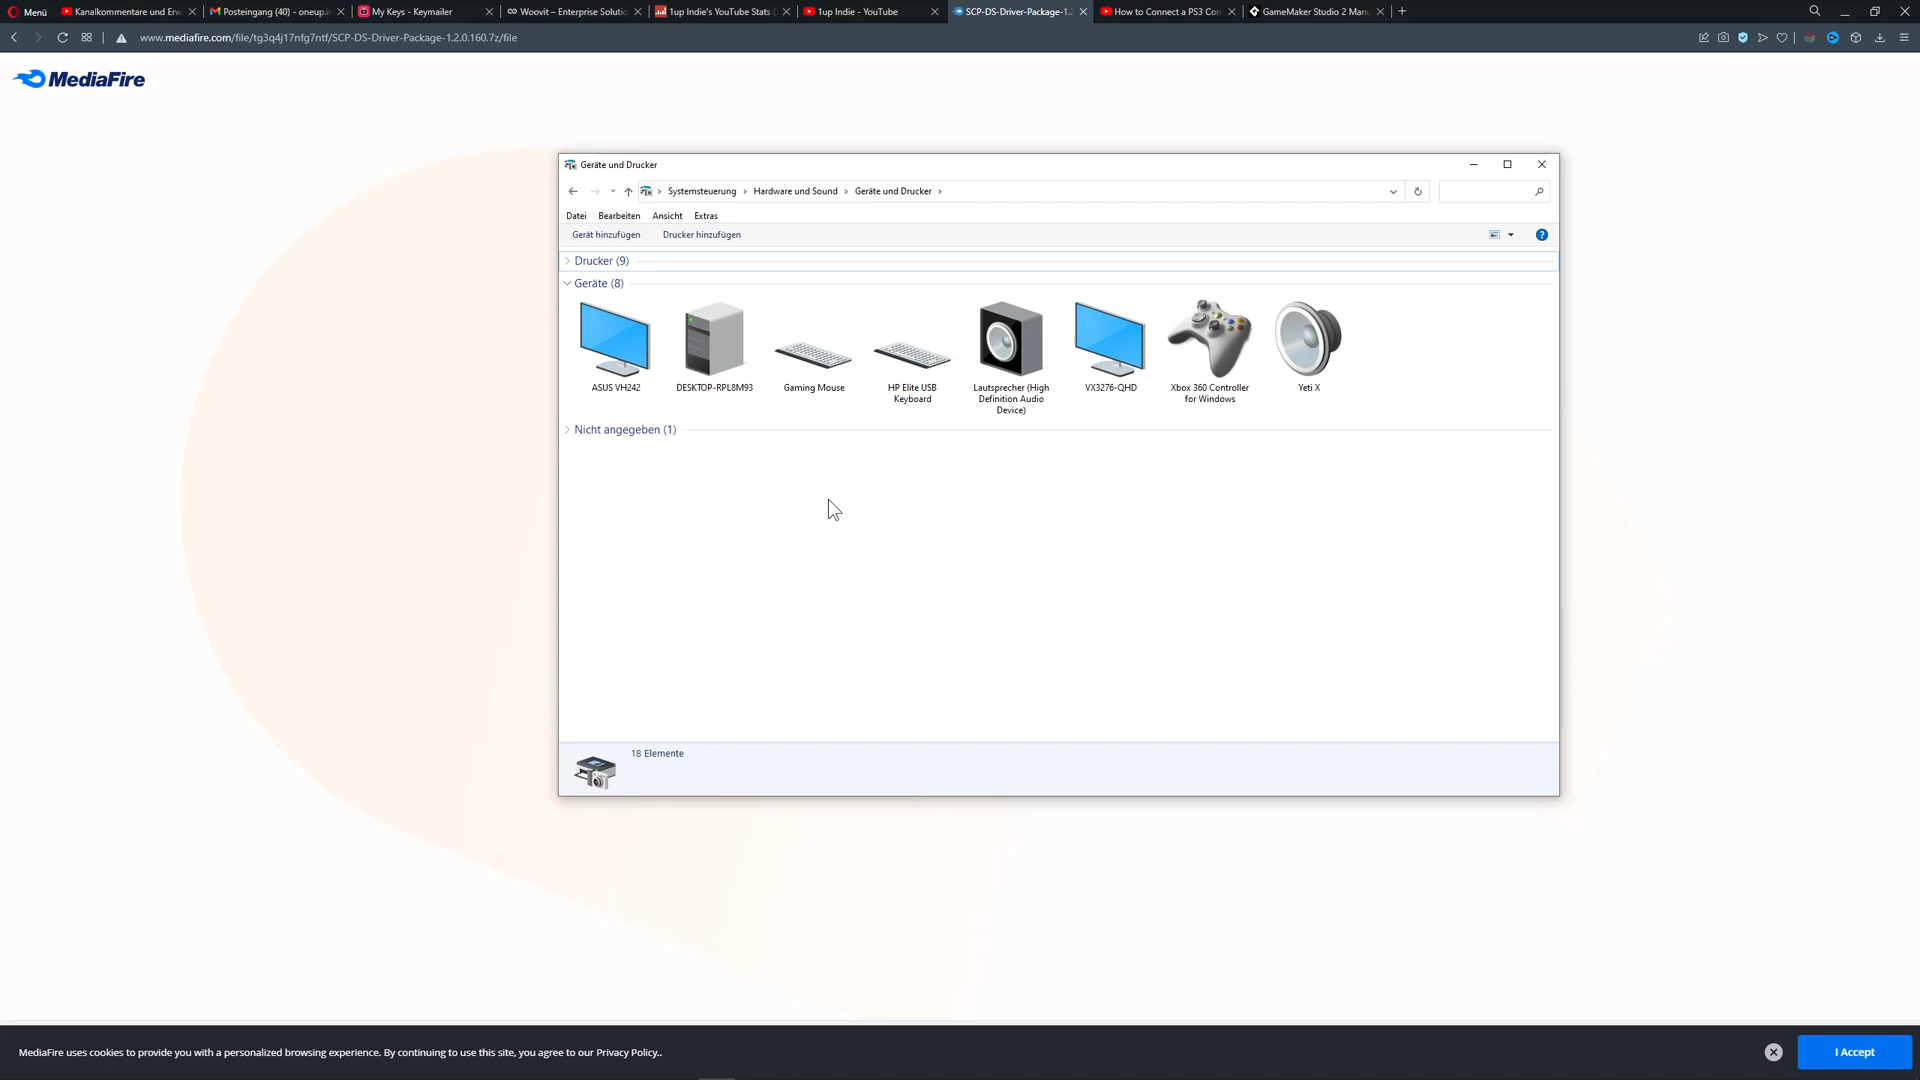 Menü
Kanalkommentare und Erw
Posteingang (40) - oneup.i
My Keys - Keymailer
Woovit – Enterprise Soluti
1up Indie's YouTube Stats
1up Indie - YouTube
SCP-DS-Driver-Package-1.2
How to Connect a PS3 Con
GameMaker Studio 2 Manu
www.mediafire.com/file/tg3q4j17nfg7ntf/SCP-DS-Driver-Package-1.2.0.160.7z/file
MediaFire
Geräte und Drucker
Systemsteuerung
Hardware und Sound
Geräte und Drucker
Datei
Bearbeiten
Ansicht
Extras
Gerät hinzufügen
Drucker hinzufügen
Drucker (9)
Geräte (8)
ASUS VH242
DESKTOP-RPL8M93
Gaming Mouse
HP Elite USB
Keyboard
Lautsprecher (High
Definition Audio
Device)
VX3276-QHD
Xbox 360 Controller
for Windows
Yeti X
Nicht angegeben (1)
18 Elemente
MediaFire uses cookies to provide you with a personalized browsing experience. By continuing to use this site, you agree to our Privacy Policy..
I Accept